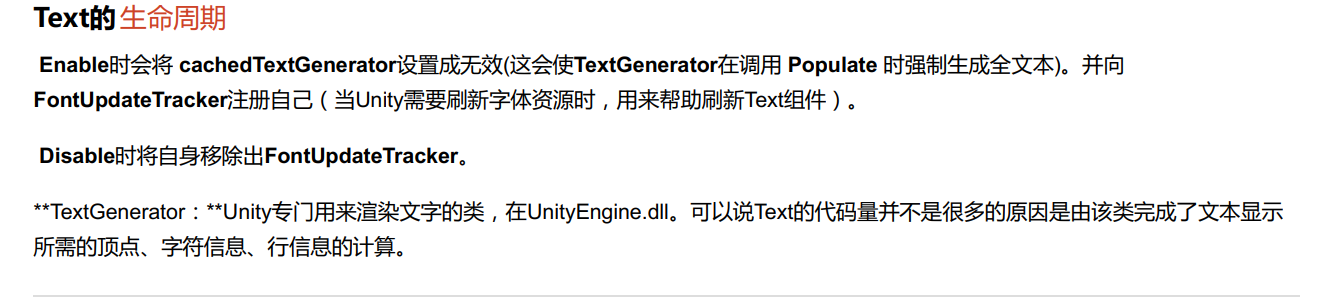 Text的生命周期
Enable时会将 cachedTextGenerator设置成无效(这会使TextGenerator在调用 Populate 时强制生成全文本)。并向
FontUpdateTracker注册自己（当Unity需要刷新字体资源时，用来帮助刷新Text组件）。
Disable时将自身移除出FontUpdateTracker。
**TextGenerator：**Unity专门用来渲染文字的类，在UnityEngine.dll。可以说Text的代码量并不是很多的原因是由该类完成了文本显示
所需的顶点、字符信息、行信息的计算。